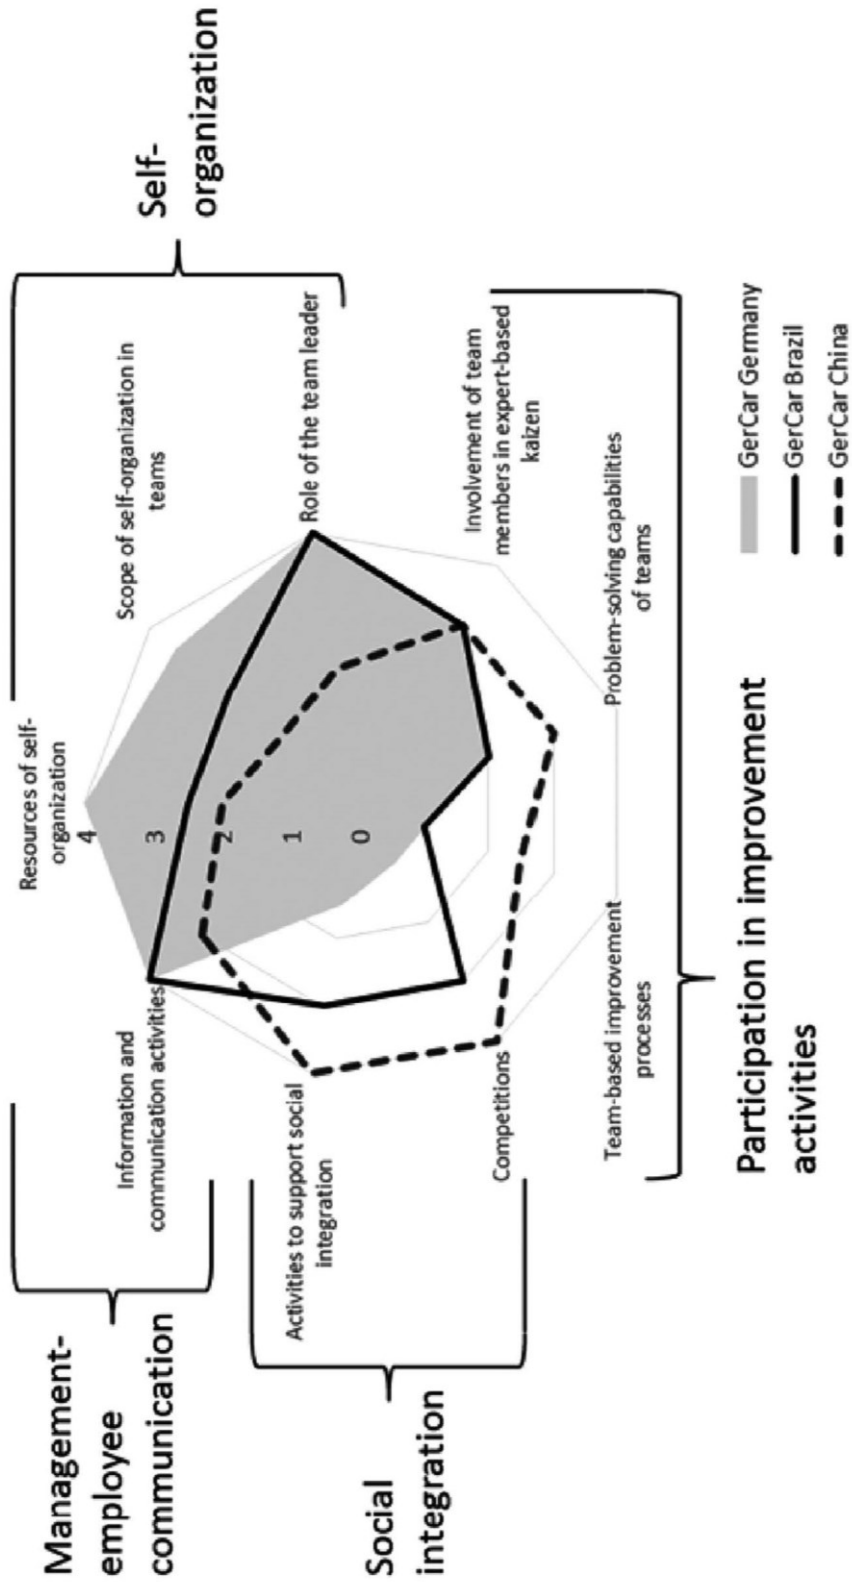 Management-
employee
communication
Information and
communication activities
Resources of self-
organization
Scope of self-organization in
teams
Self-
organization
Role of the team leader
4
3
2
1
0
Activities to support social
integration
Social
integration
Competitions
Involvement of team
members in expert-based
kaizen
Problem-solving capabilities
of teams
Team-based improvement
processes
Participation in improvement
activities
GerCar Germany
GerCar Brazil
GerCar China